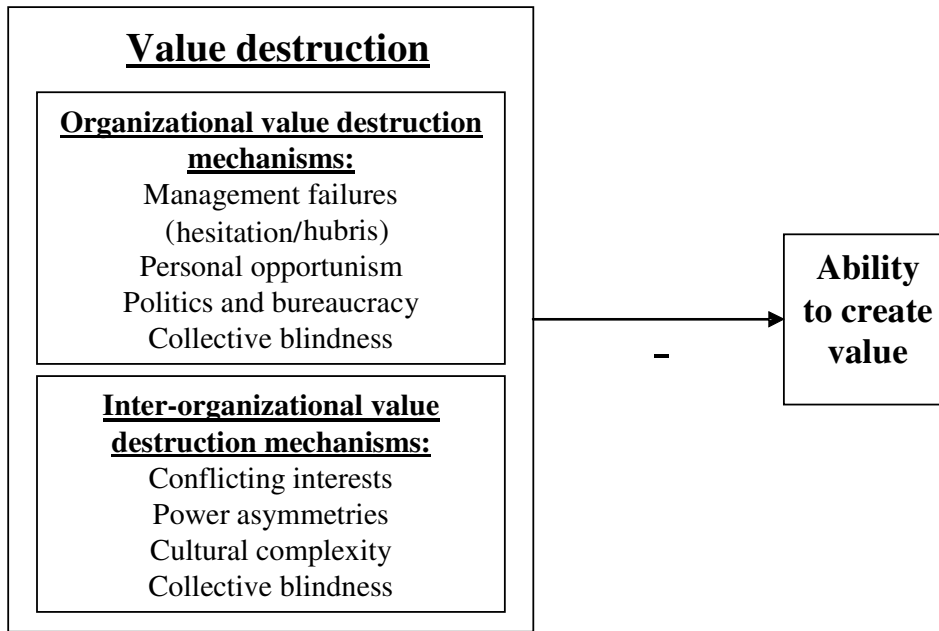 Value destruction
Organizational value destruction
mechanisms:
Management failures
(hesitation/hubris)
Personal opportunism
Politics and bureaucracy
Collective blindness
Inter-organizational value
destruction mechanisms:
Conflicting interests
Power asymmetries
Cultural complexity
Collective blindness
–
Ability
to create
value